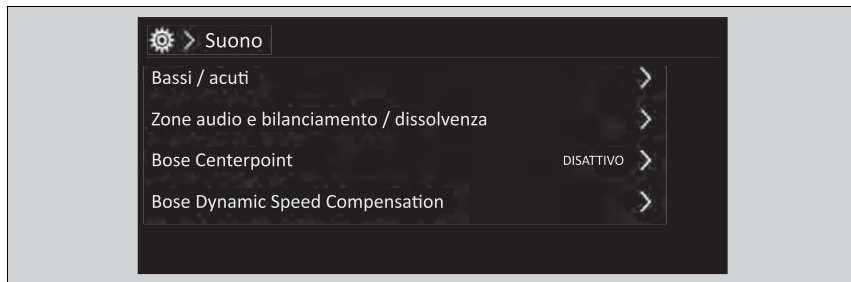 Suono
Bassi / acuti
Zone audio e bilanciamento / dissolvenza
Bose Centerpoint DISATTIVO
Bose Dynamic Speed Compensation